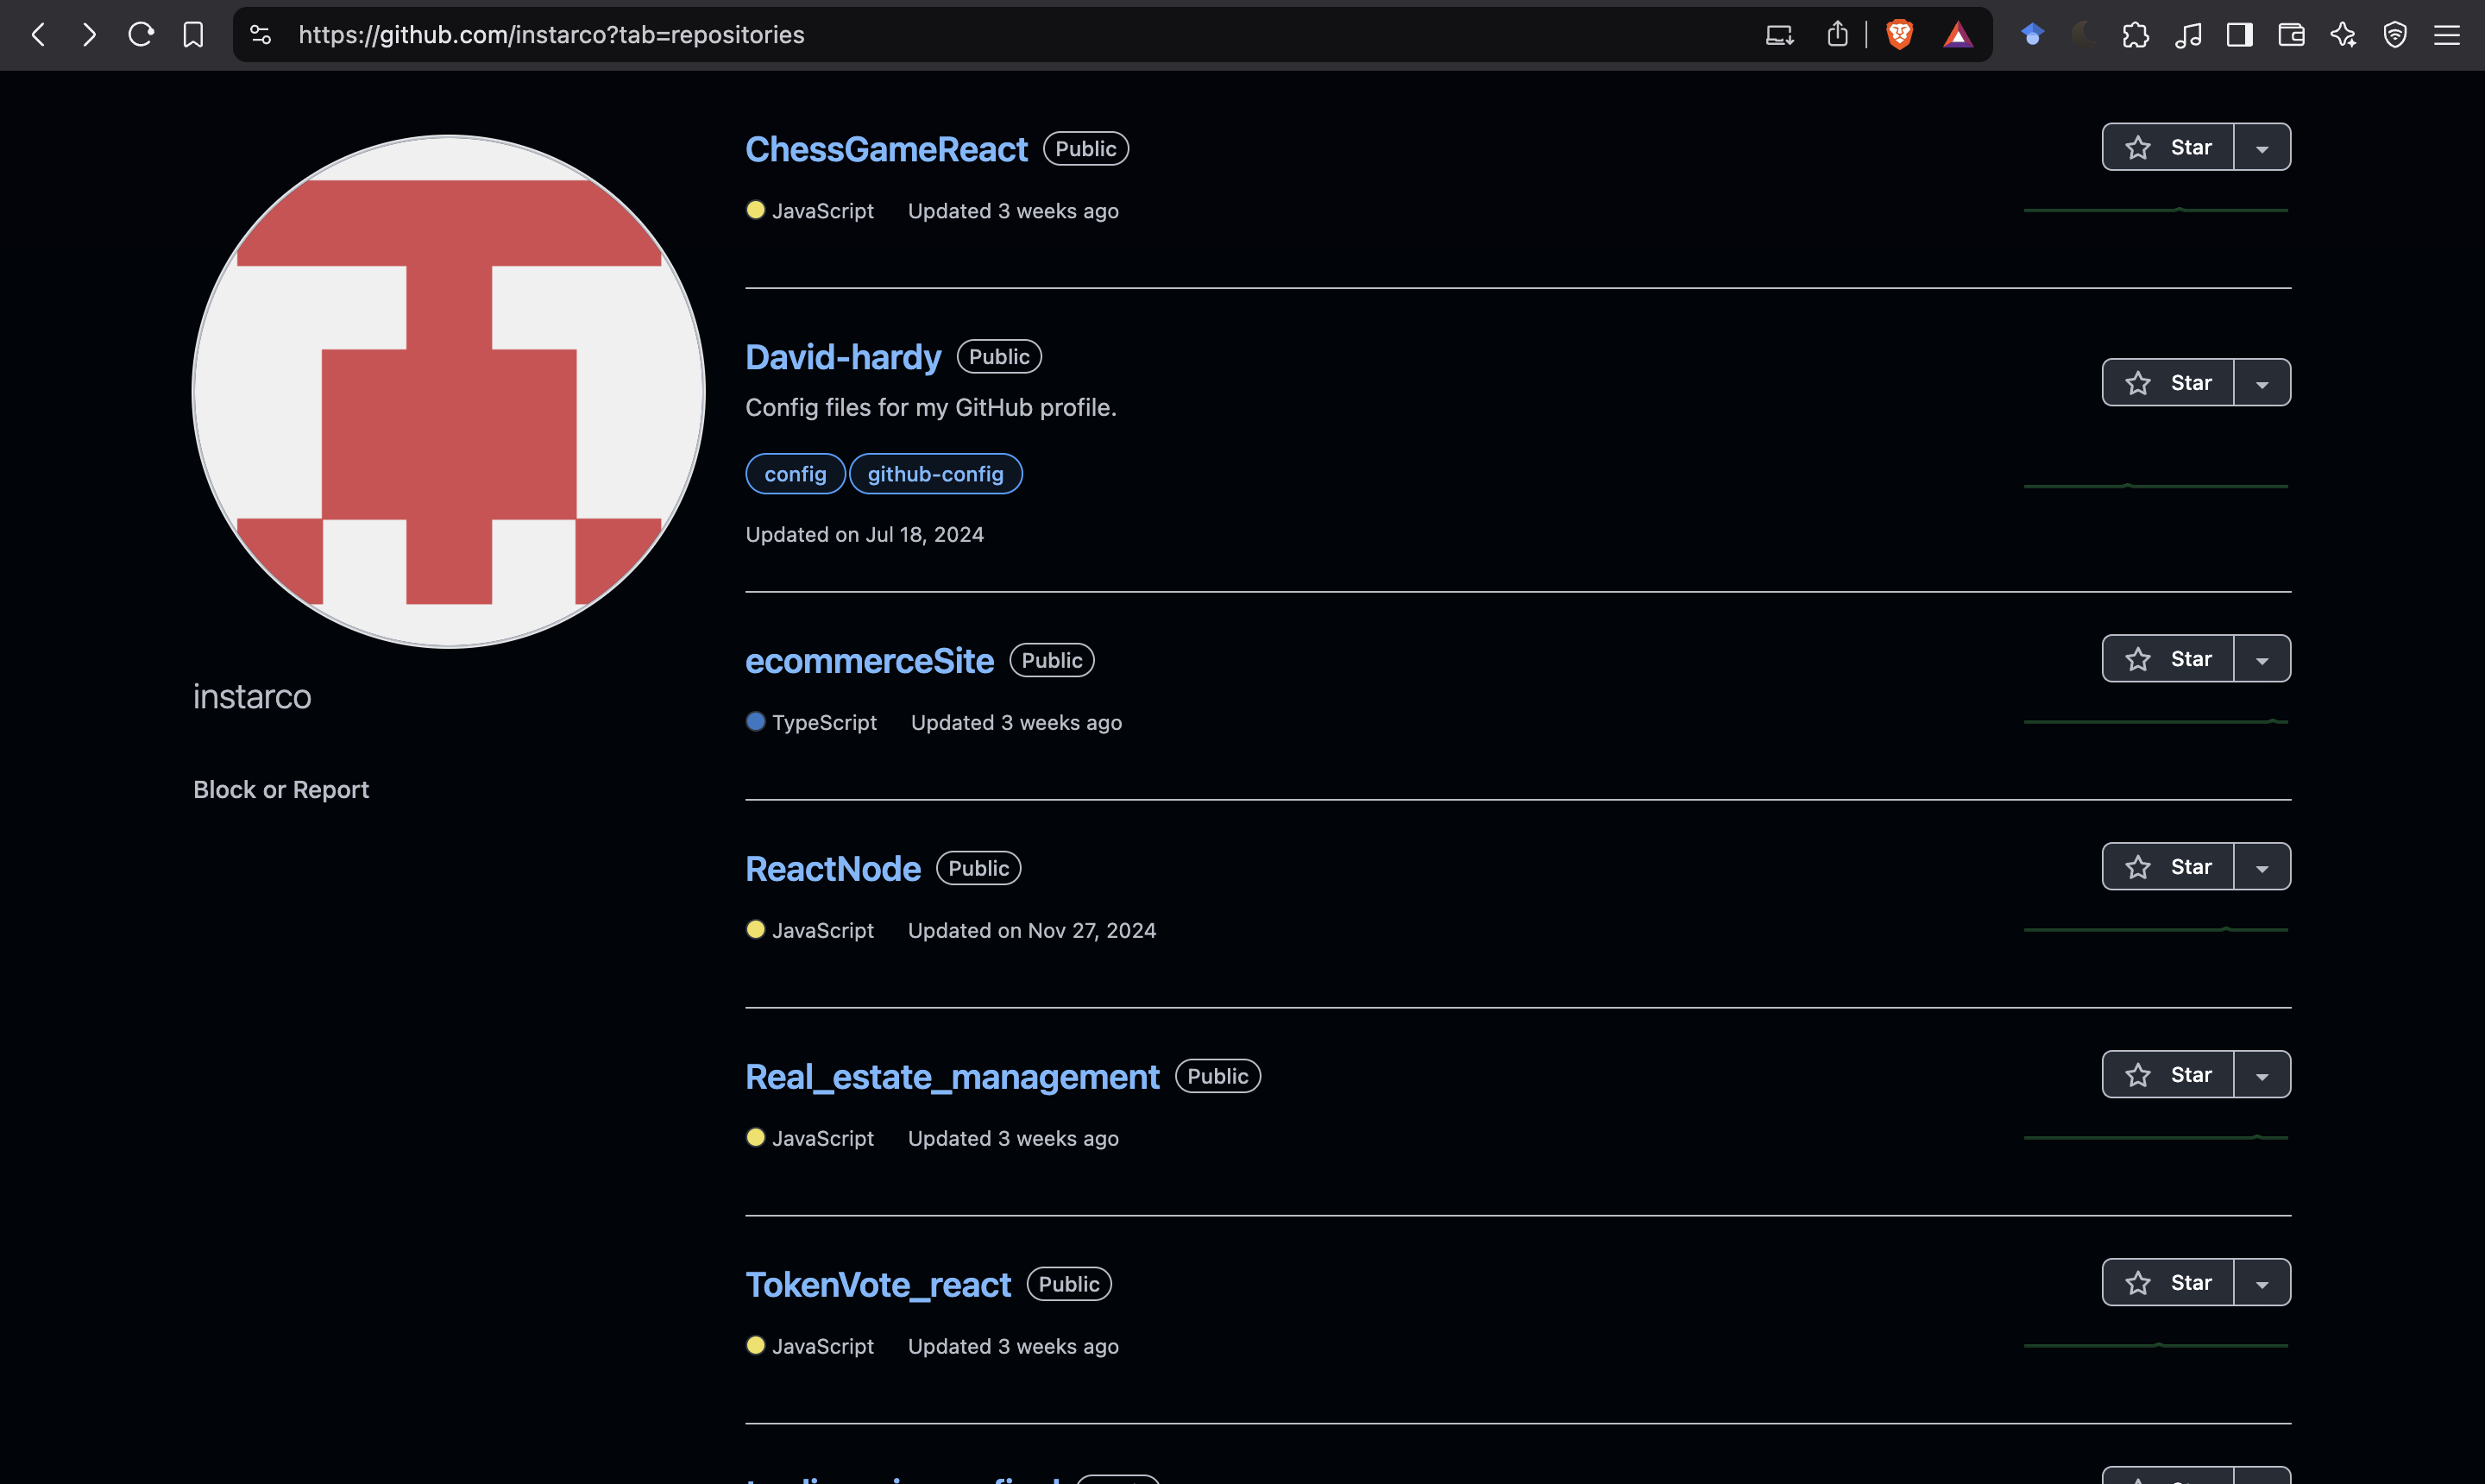 https://github.com/instarco?tab=repositories
instarco
Block or Report
ChessGameReact Public
Star
JavaScript Updated 3 weeks ago
David-hardy Public
Star
Config files for my GitHub profile.
config github-config
Updated on Jul 18, 2024
ecommerceSite Public
Star
TypeScript Updated 3 weeks ago
ReactNode Public
Star
JavaScript Updated on Nov 27, 2024
Real_estate_management Public
Star
JavaScript Updated 3 weeks ago
TokenVote_react Public
Star
JavaScript Updated 3 weeks ago